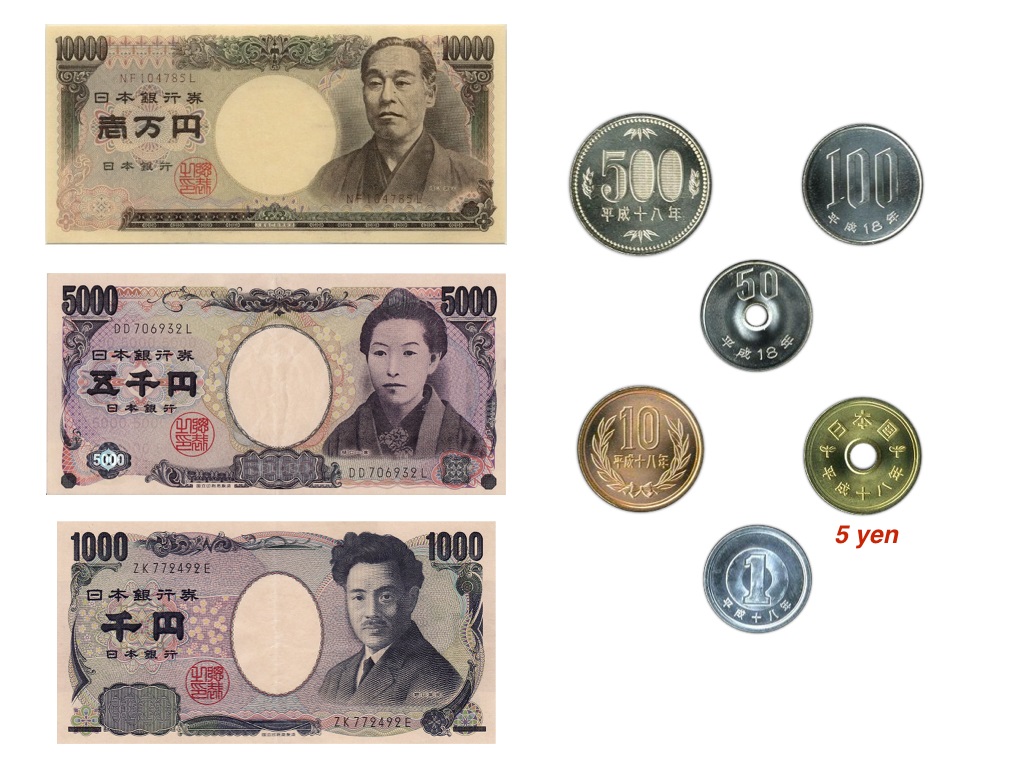 10000 10000
NF104785L
日本銀行券
壱万円
日本銀行
NF104785L
5000 5000
DD706932L
日本銀行券
五千円
日本銀行
5000
DD706932L
1000 1000
ZK772492E
日本銀行券
千円
日本銀行
ZK772492E
500
平成十八年
100
平成18年
50
平成18年
10
平成十八年
日本国
平成十八年
5 yen
1
平成十八年